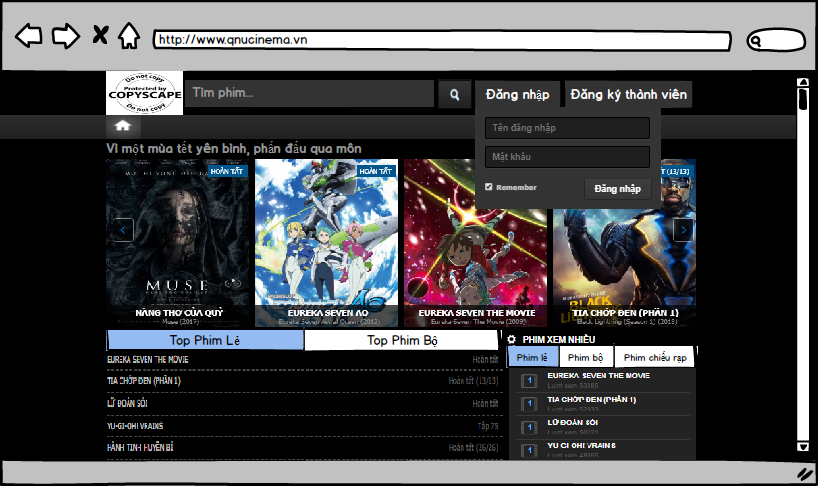 http://www.qnucinema.vn
Do not copy
Protected by
COPYSCAPE
Do not copy
Tìm phim...
Đăng nhập
Đăng ký thành viên
Tên đăng nhập
Mật khẩu
Remember
Đăng nhập
Vì một mùa tết yên bình, phấn đấu qua môn
HOÀN TẤT
MUSE
NÀNG THƠ CỦA QUỶ
Muse (2017)
HOÀN TẤT
EUREKA SEVEN AO
Eureka Seven Astral Ocean (2012)
EUREKA SEVEN THE MOVIE
Eureka Seven The Movie (2009)
T (13/13)
BLACK
LIGHTNING
TIA CHỚP ĐEN (PHẦN 1)
Black Lightning (Season 1) (2018)
Top Phim Lẻ
Top Phim Bộ
EUREKA SEVEN THE MOVIE
Hoàn tất
TIA CHỚP ĐEN (PHẦN 1)
Hoàn tất (13/13)
LỮ ĐOÀN SÓI
Hoàn tất
YU-GI-OH! VRAINS
Tập 75
HÀNH TINH HUYỀN BÍ
Hoàn tất (26/26)
PHIM XEM NHIỀU
Phim lẻ
Phim bộ
Phim chiếu rạp
1
EUREKA SEVEN THE MOVIE
Lượt xem
1
TIA CHỚP ĐEN (PHẦN 1)
Lượt xem
1
LỮ ĐOÀN SÓI
Lượt xem
1
YU-GI-OH! VRAINS
Lượt xem